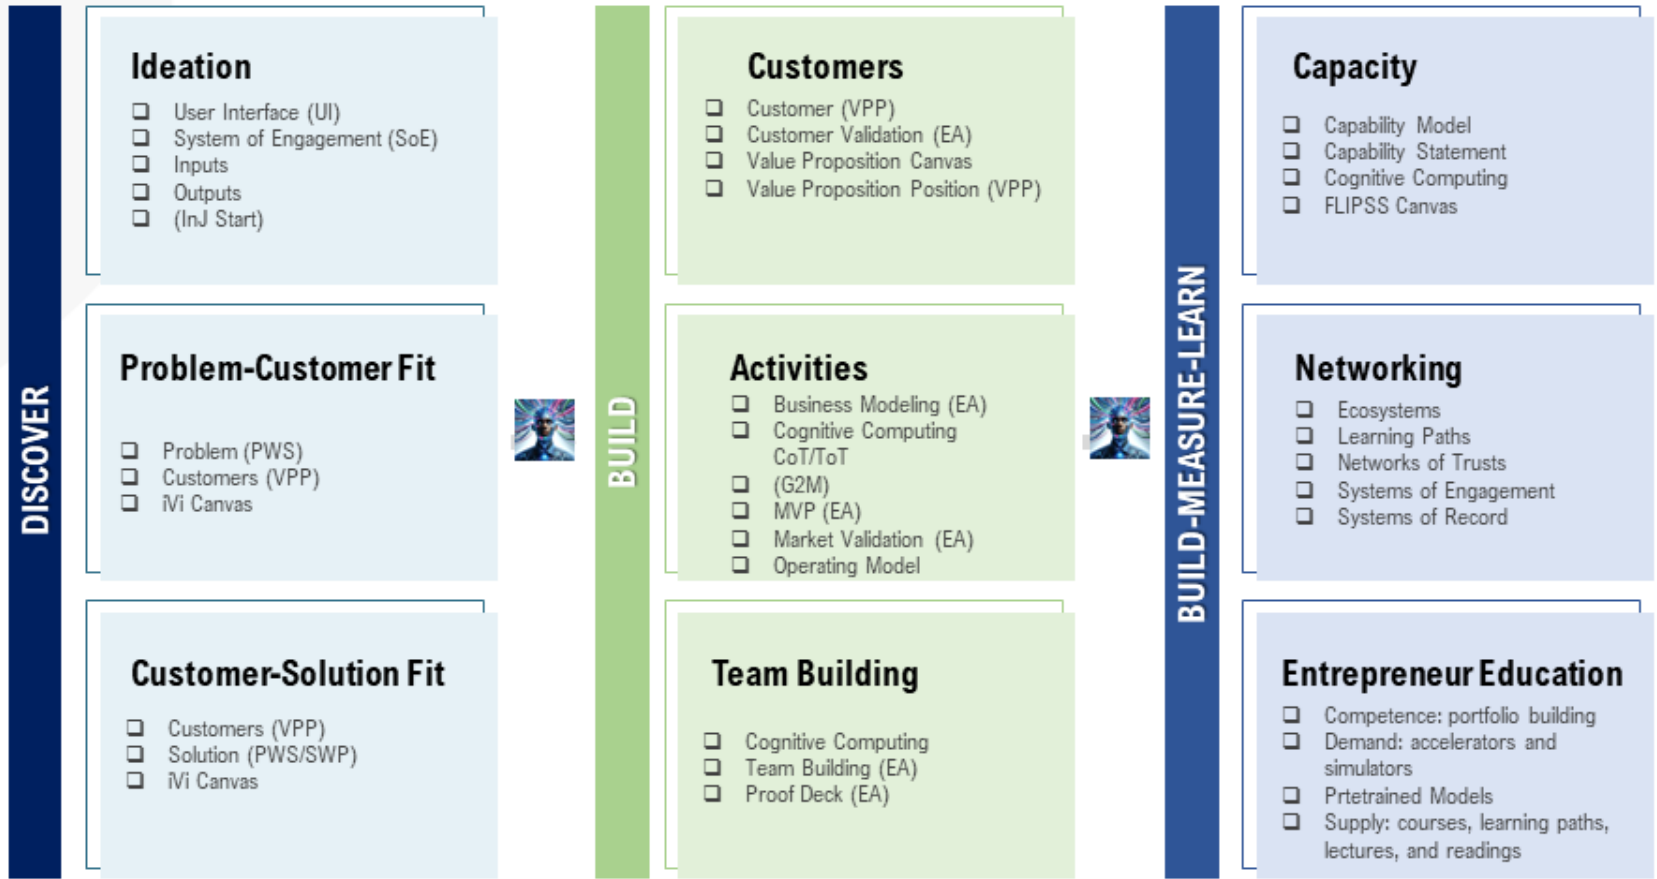 DISCOVER
Ideation
❑ User Interface (UI)
❑ System of Engagement (SoE)
❑ Inputs
❑ Outputs
❑ (InJ Start)
Problem-Customer Fit
❑ Problem (PWS)
❑ Customers (VPP)
❑ iVi Canvas
Customer-Solution Fit
❑ Customers (VPP)
❑ Solution (PWS/SWP)
❑ iVi Canvas
BUILD
Customers
❑ Customer (VPP)
❑ Customer Validation (EA)
❑ Value Proposition Canvas
❑ Value Proposition Position (VPP)
Activities
❑ Business Modeling (EA)
❑ Cognitive Computing
CoT/ToT
❑ (G2M)
❑ MVP (EA)
❑ Market Validation (EA)
❑ Operating Model
Team Building
❑ Cognitive Computing
❑ Team Building (EA)
❑ Proof Deck (EA)
BUILD-MEASURE-LEARN
Capacity
❑ Capability Model
❑ Capability Statement
❑ Cognitive Computing
❑ FLIPSS Canvas
Networking
❑ Ecosystems
❑ Learning Paths
❑ Networks of Trusts
❑ Systems of Engagement
❑ Systems of Record
Entrepreneur Education
❑ Competence: portfolio building
❑ Demand: accelerators and
simulators
❑ Prtetrained Models
❑ Supply: courses, learning paths,
lectures, and readings